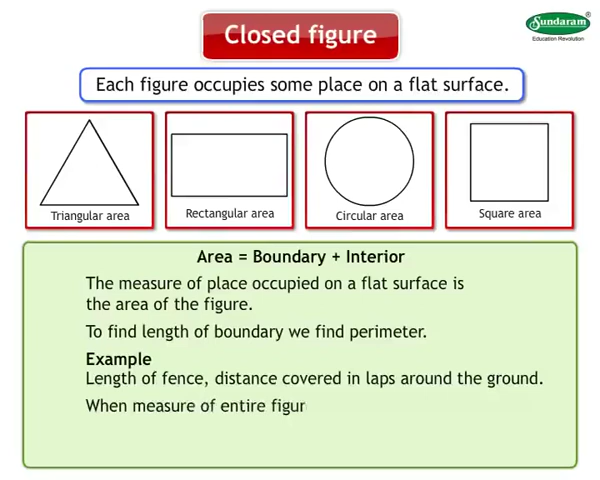 Closed figure
Sundaram®
Education Revolution
Each figure occupies some place on a flat surface.
Triangular area
Rectangular area
Circular area
Square area
Area = Boundary + Interior
The measure of place occupied on a flat surface is
the area of the figure.
To find length of boundary we find perimeter.
Example
Length of fence, distance covered in laps around the ground.
When measure of entire figur